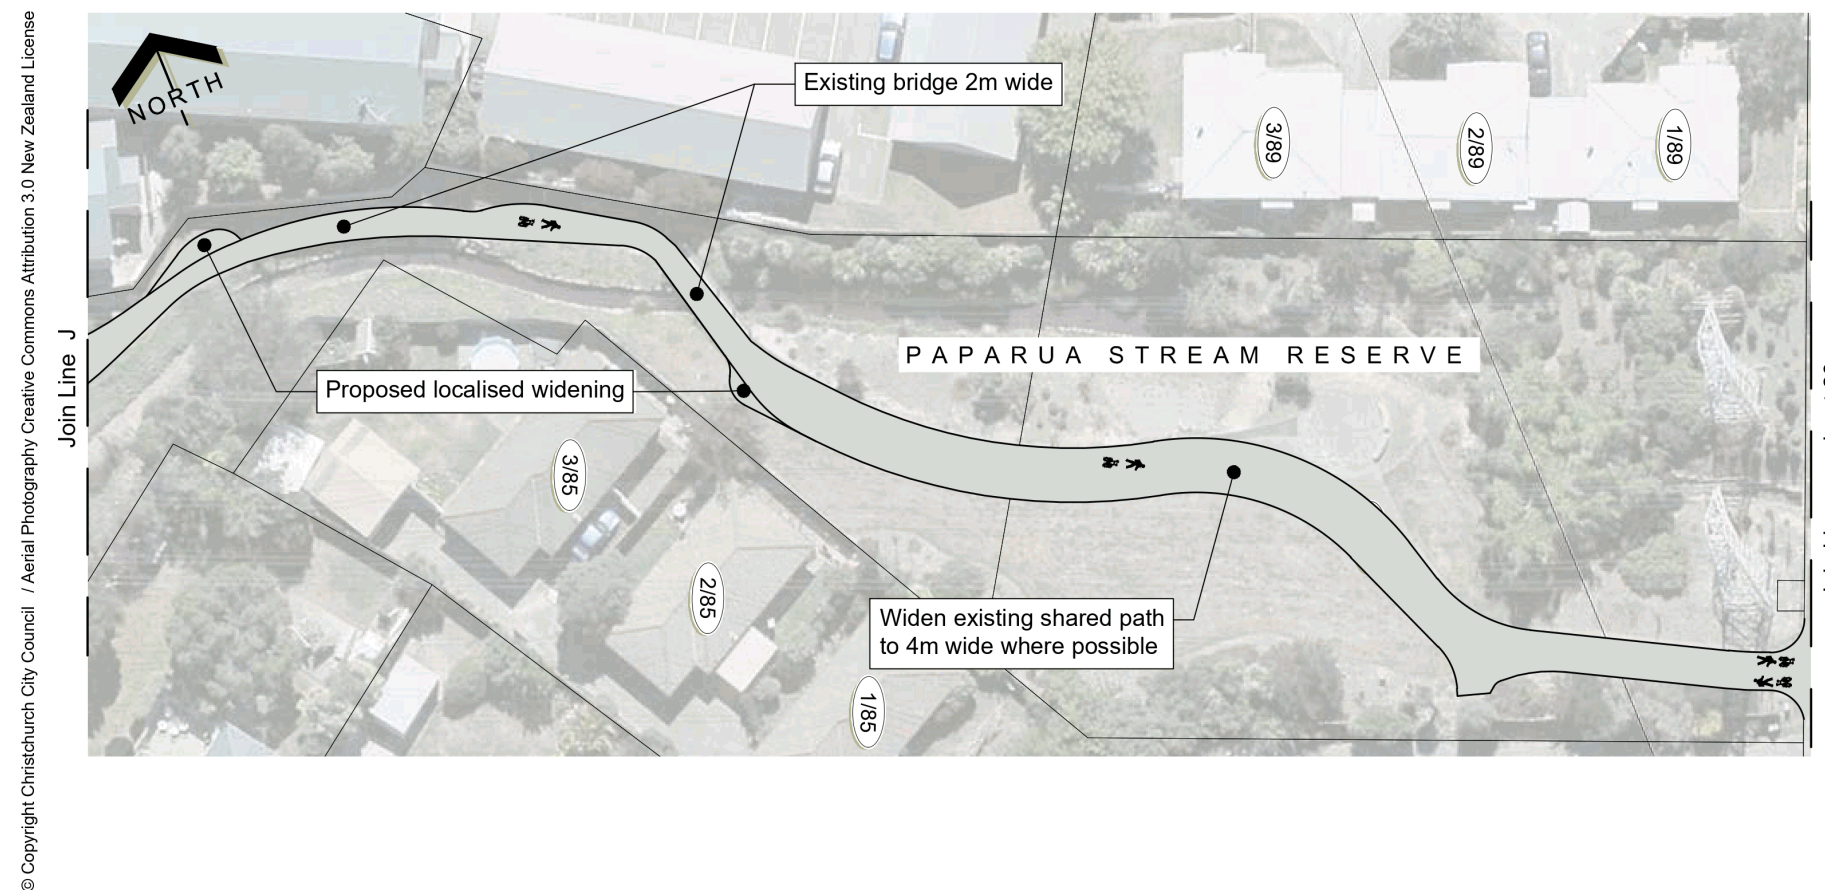 NORTH
Existing bridge 2m wide
3/89
2/89
1/89
PAPARUA STREAM RESERVE
Proposed localised widening
3/85
2/85
1/85
Widen existing shared path
to 4m wide where possible
Join Line J
© Copyright Christchurch City Council / Aerial Photography Creative Commons Attribution 3.0 New Zealand License